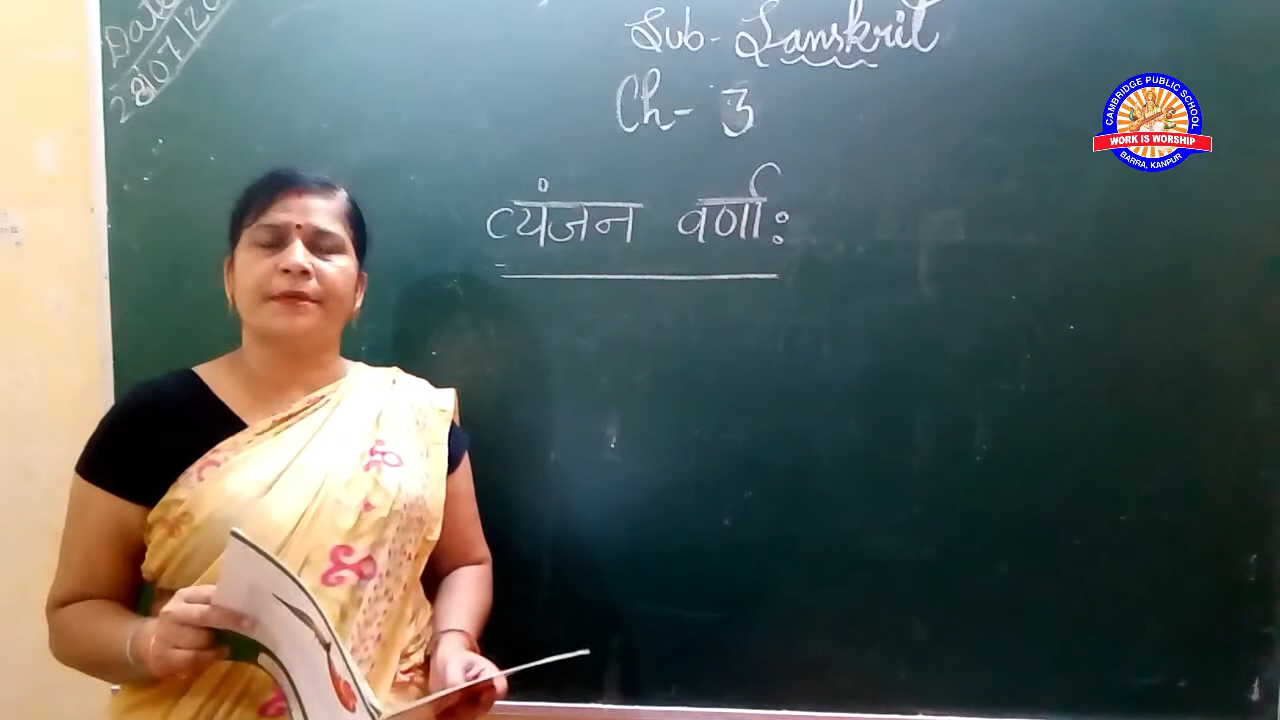 Date
28/07/20
Sub- Sanskrit
Ch- 3
व्यंजन वर्णाः
CAMBRIDGE PUBLIC SCHOOL
WORK IS WORSHIP
BARRA, KANPUR